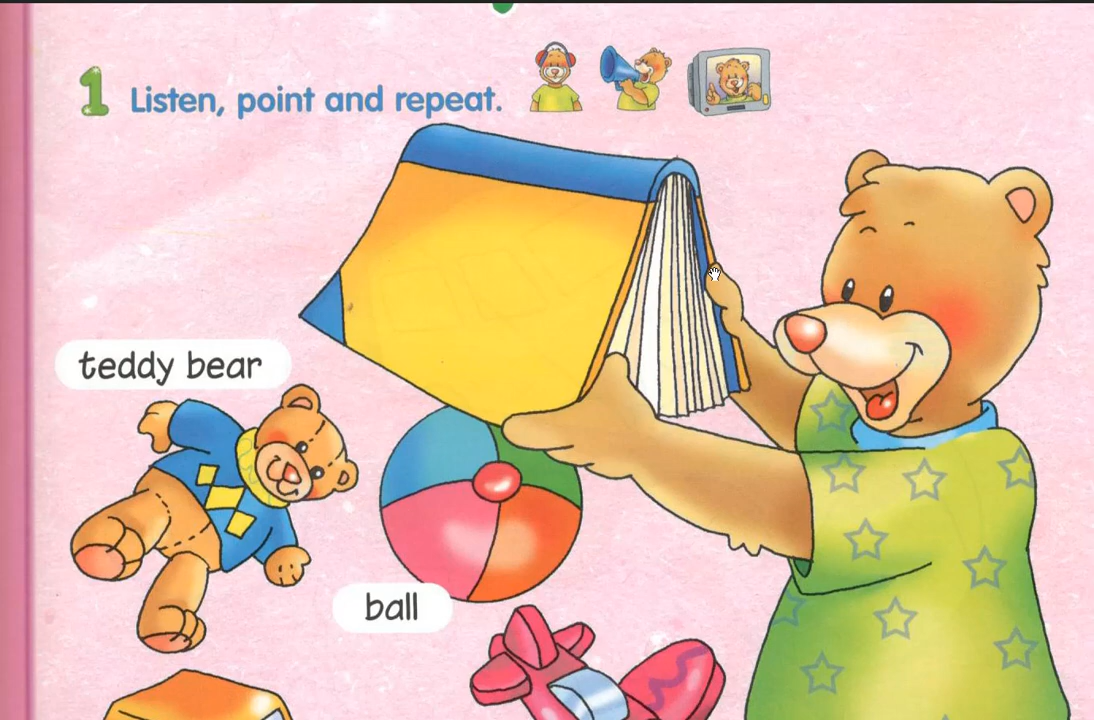 1 Listen, point and repeat.
teddy bear
ball